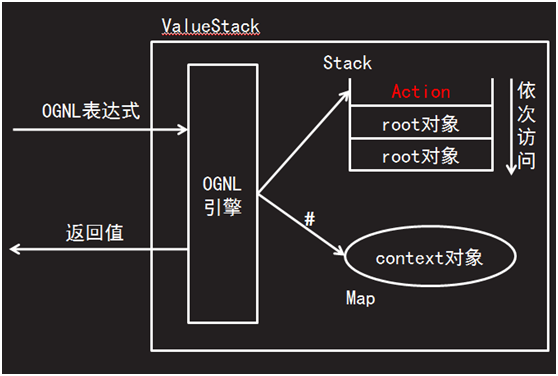 ValueStack
Stack
OGNL表达式
Action
root对象
root对象
依次访问
OGNL
引擎
#
返回值
context对象
Map